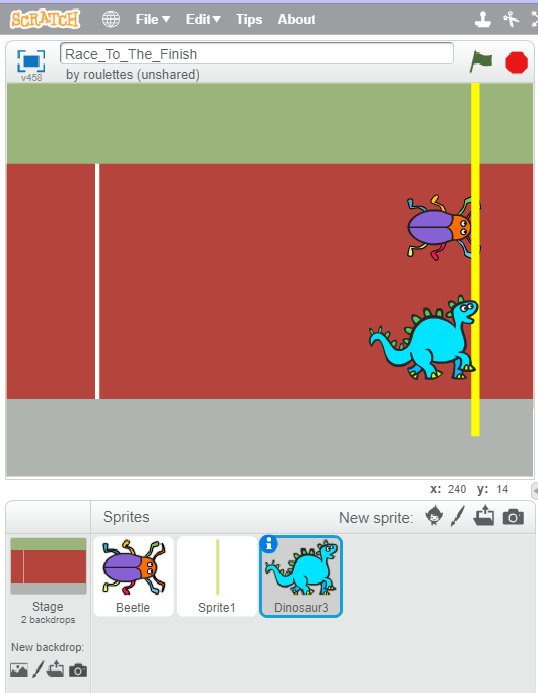 SCRATCH File Edit Tips About
Race_To_The_Finish
v458 by roulettes (unshared)
x: 240 y: 14
Sprites New sprite:
Stage
2 backdrops
New backdrop:
Beetle Sprite1 Dinosaur3